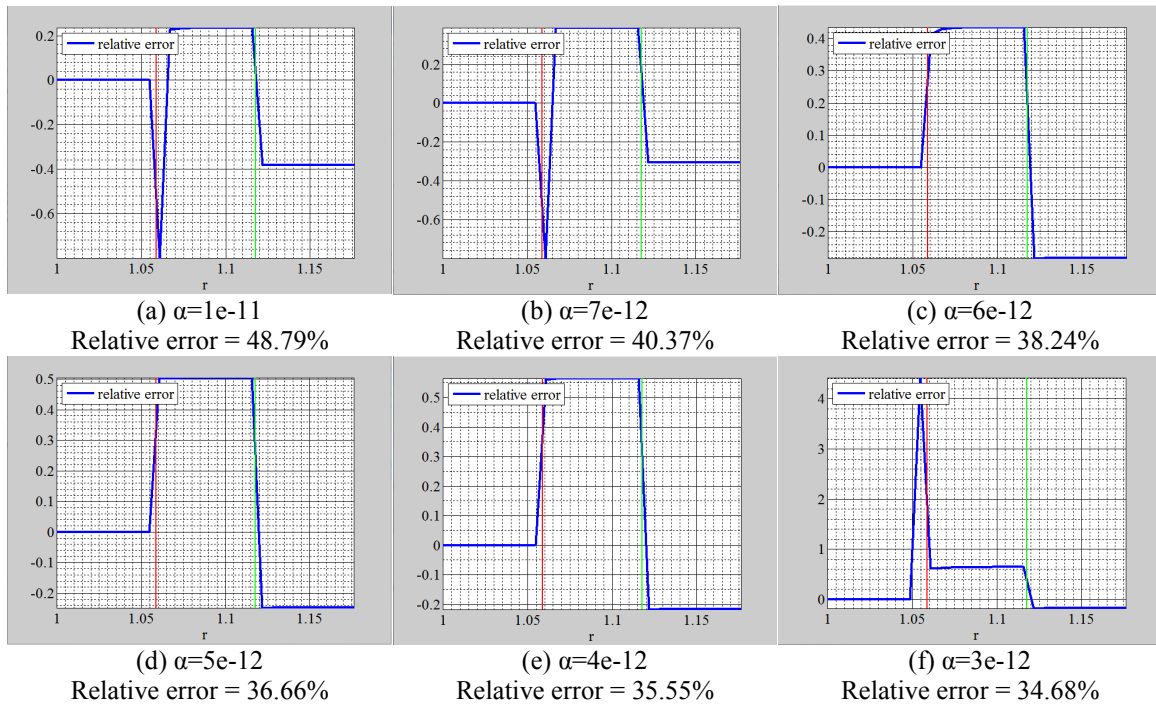 0.2
0
-0.2
-0.4
-0.6
relative error
1
1.05
1.1
1.15
r
(a) α=1e-11
Relative error = 48.79%
0.2
0
-0.2
-0.4
-0.6
relative error
1
1.05
1.1
1.15
r
(b) α=7e-12
Relative error = 40.37%
0.4
0.3
0.2
0.1
0
-0.1
-0.2
relative error
1
1.05
1.1
1.15
r
(c) α=6e-12
Relative error = 38.24%
0.5
0.4
0.3
0.2
0.1
0
-0.1
-0.2
relative error
1
1.05
1.1
1.15
r
(d) α=5e-12
Relative error = 36.66%
0.5
0.4
0.3
0.2
0.1
0
-0.1
-0.2
relative error
1
1.05
1.1
1.15
r
(e) α=4e-12
Relative error = 35.55%
4
3
2
1
0
relative error
1
1.05
1.1
1.15
r
(f) α=3e-12
Relative error = 34.68%